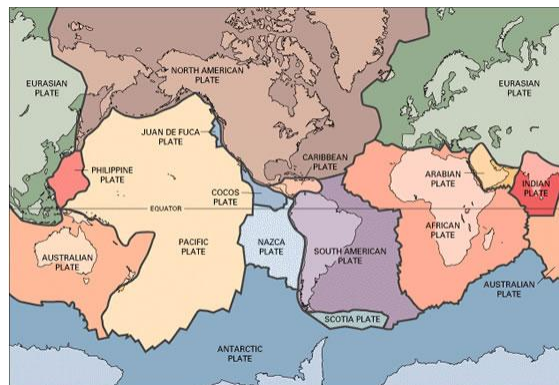 NORTH AMERICAN
PLATE
EURASIAN
PLATE
EURASIAN
PLATE
JUAN DE FUCA
PLATE
CARIBBEAN
PLATE
PHILIPPINE
PLATE
ARABIAN
PLATE
INDIAN
PLATE
COCOS
PLATE
EQUATOR
AFRICAN
PLATE
PACIFIC
PLATE
NAZCA
PLATE
SOUTH AMERICAN
PLATE
AUSTRALIAN
PLATE
AUSTRALIAN
PLATE
SCOTIA PLATE
ANTARCTIC
PLATE